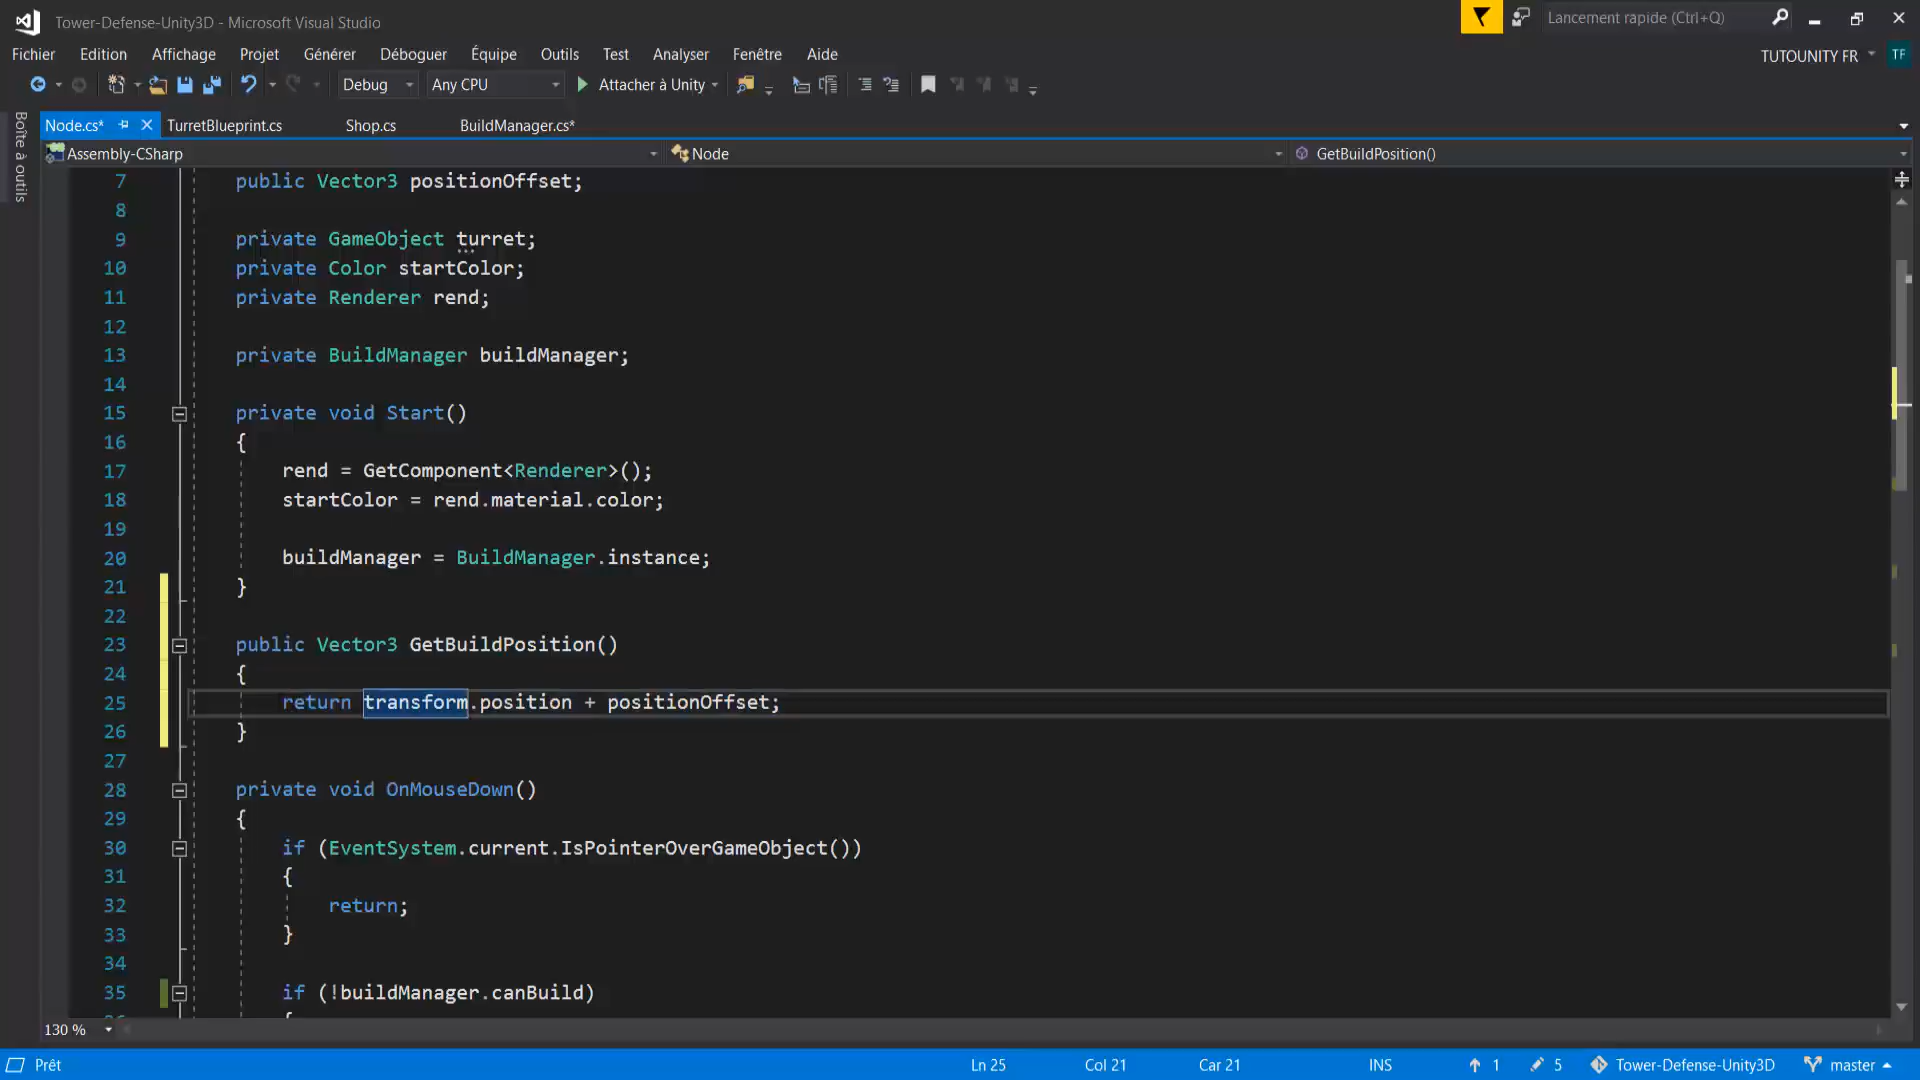 Tower-Defense-Unity3D - Microsoft Visual Studio
Lancement rapide (Ctrl+Q)
Fichier Edition Affichage Projet Générer Déboguer Équipe Outils Test Analyser Fenêtre Aide
TUTOUNITY FR TF
Debug Any CPU Attacher à Unity
Boîte à outils
Node.cs* TurretBlueprint.cs Shop.cs BuildManager.cs*
Assembly-CSharp Node GetBuildPosition()
7 public Vector3 positionOffset;
8
9 private GameObject turret;
10 private Color startColor;
11 private Renderer rend;
12
13 private BuildManager buildManager;
14
15 private void Start()
16 {
17 rend = GetComponent<Renderer>();
18 startColor = rend.material.color;
19
20 buildManager = BuildManager.instance;
21 }
22
23 public Vector3 GetBuildPosition()
24 {
25 return transform.position + positionOffset;
26 }
27
28 private void OnMouseDown()
29 {
30 if (EventSystem.current.IsPointerOverGameObject())
31 {
32 return;
33 }
34
35 if (!buildManager.canBuild)
130 %
Prêt Ln 25 Col 21 Car 21 INS 1 5 Tower-Defense-Unity3D master